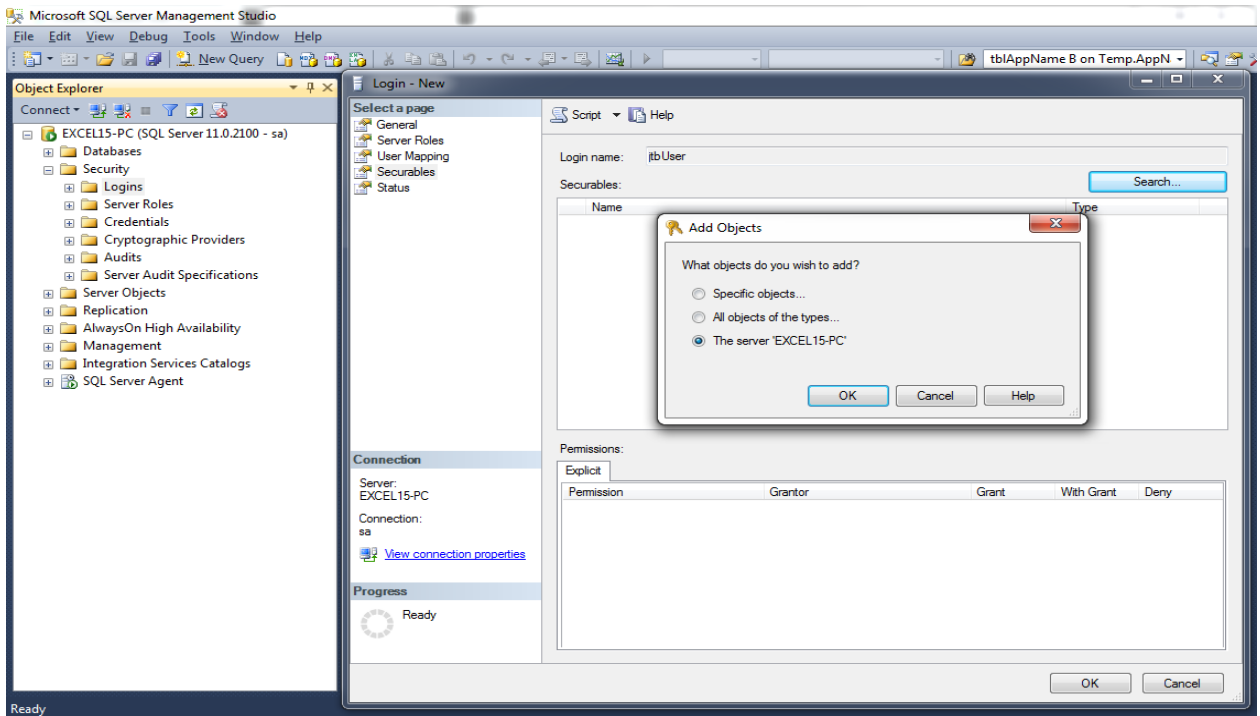 Microsoft SQL Server Management Studio
File Edit View Debug Tools Window Help
New Query
tblAppName B on Temp.AppN
Object Explorer
Connect
EXCEL15-PC (SQL Server 11.0.2100 - sa)
Databases
Security
Logins
Server Roles
Credentials
Cryptographic Providers
Audits
Server Audit Specifications
Server Objects
Replication
AlwaysOn High Availability
Management
Integration Services Catalogs
SQL Server Agent
Login - New
Select a page
General
Server Roles
User Mapping
Securables
Status
Script Help
Login name: jtbUser
Securables:
Search...
Name Type
Add Objects
What objects do you wish to add?
Specific objects...
All objects of the types...
The server 'EXCEL15-PC'
OK Cancel Help
Permissions:
Explicit
Permission Grantor Grant With Grant Deny
Connection
Server:
EXCEL15-PC
Connection:
sa
View connection properties
Progress
Ready
OK Cancel
Ready